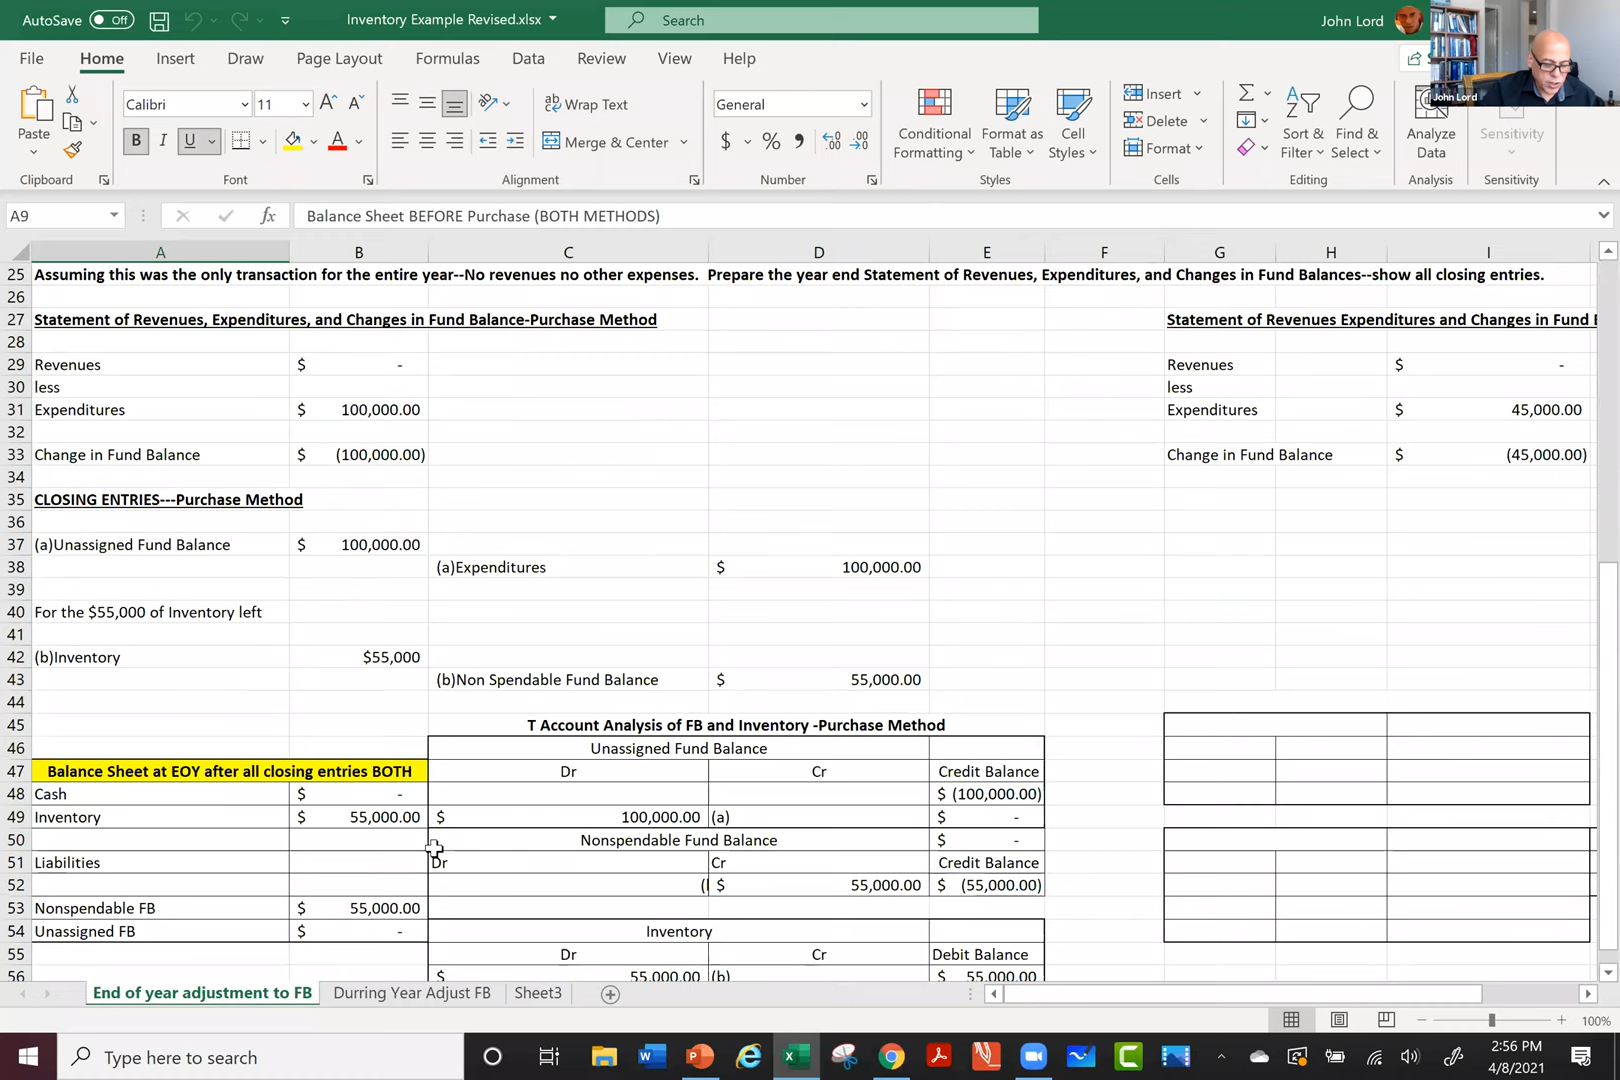 AutoSave Off Inventory Example Revised.xlsx Search John Lord
File Home Insert Draw Page Layout Formulas Data Review View Help
John Lord
Paste Calibri 11 Wrap Text General Conditional Formatting Format as Table Cell Styles Insert Sort & Filter Find & Select Analyze Data Sensitivity
B I U A Merge & Center $ % Delete
Format
Clipboard Font Alignment Number Styles Cells Editing Analysis Sensitivity
A9 fx Balance Sheet BEFORE Purchase (BOTH METHODS)
A B C D E F G H I
25 Assuming this was the only transaction for the entire year--No revenues no other expenses. Prepare the year end Statement of Revenues, Expenditures, and Changes in Fund Balances--show all closing entries.
26
27 Statement of Revenues, Expenditures, and Changes in Fund Balance-Purchase Method Statement of Revenues Expenditures and Changes in Fund
28
29 Revenues $ - Revenues $ -
30 less less
31 Expenditures $ 100,000.00 Expenditures $ 45,000.00
32
33 Change in Fund Balance $ (100,000.00) Change in Fund Balance $ (45,000.00)
34
35 CLOSING ENTRIES---Purchase Method
36
37 (a)Unassigned Fund Balance $ 100,000.00
38 (a)Expenditures $ 100,000.00
39
40 For the $55,000 of Inventory left
41
42 (b)Inventory $55,000
43 (b)Non Spendable Fund Balance $ 55,000.00
44
45 T Account Analysis of FB and Inventory -Purchase Method
46 Unassigned Fund Balance
47 Balance Sheet at EOY after all closing entries BOTH Dr Cr Credit Balance
48 Cash $ - $ (100,000.00)
49 Inventory $ 55,000.00 $ 100,000.00 (a) $ -
50 Nonspendable Fund Balance $ -
51 Liabilities Dr Cr Credit Balance
52 ( $ 55,000.00 $ (55,000.00)
53 Nonspendable FB $ 55,000.00
54 Unassigned FB $ - Inventory
55 Dr Cr Debit Balance
56 $ 55,000.00 (b) $ 55,000.00
End of year adjustment to FB Durring Year Adjust FB Sheet3
100%
Type here to search 2:56 PM
4/8/2021